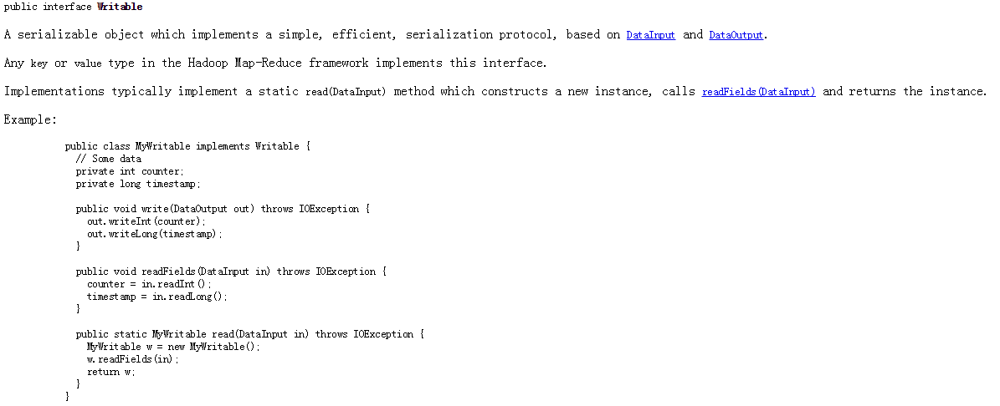 public interface Writable
A serializable object which implements a simple, efficient, serialization protocol, based on DataInput and DataOutput.
Any key or value type in the Hadoop Map-Reduce framework implements this interface.
Implementations typically implement a static read(DataInput) method which constructs a new instance, calls readFields(DataInput) and returns the instance.
Example:
public class MyWritable implements Writable {
// Some data
private int counter;
private long timestamp;
public void write(DataOutput out) throws IOException {
out.writeInt(counter);
out.writeLong(timestamp);
}
public void readFields(DataInput in) throws IOException {
counter = in.readInt();
timestamp = in.readLong();
}
public static MyWritable read(DataInput in) throws IOException {
MyWritable w = new MyWritable();
w.readFields(in);
return w;
}
}